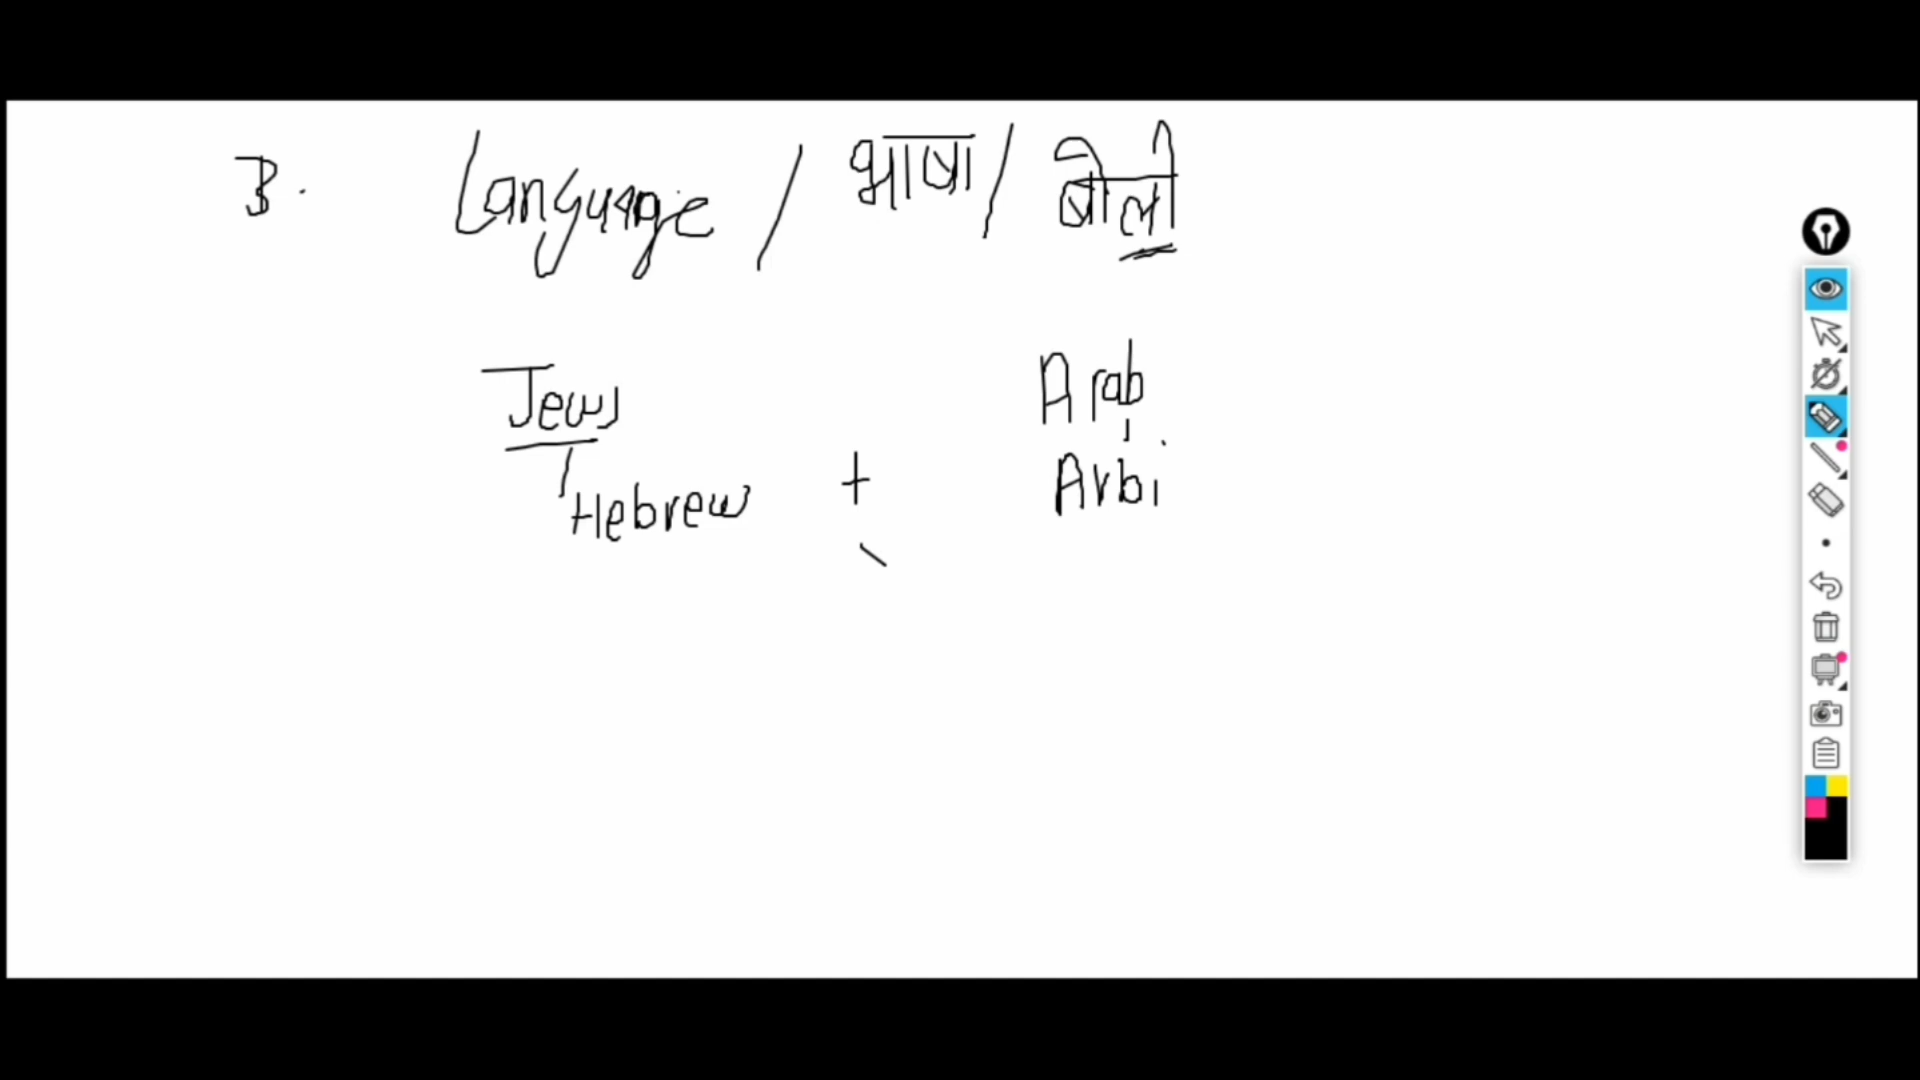 3. Language / भाषा / बोली
Jews Arab
Hebrew + Arbi